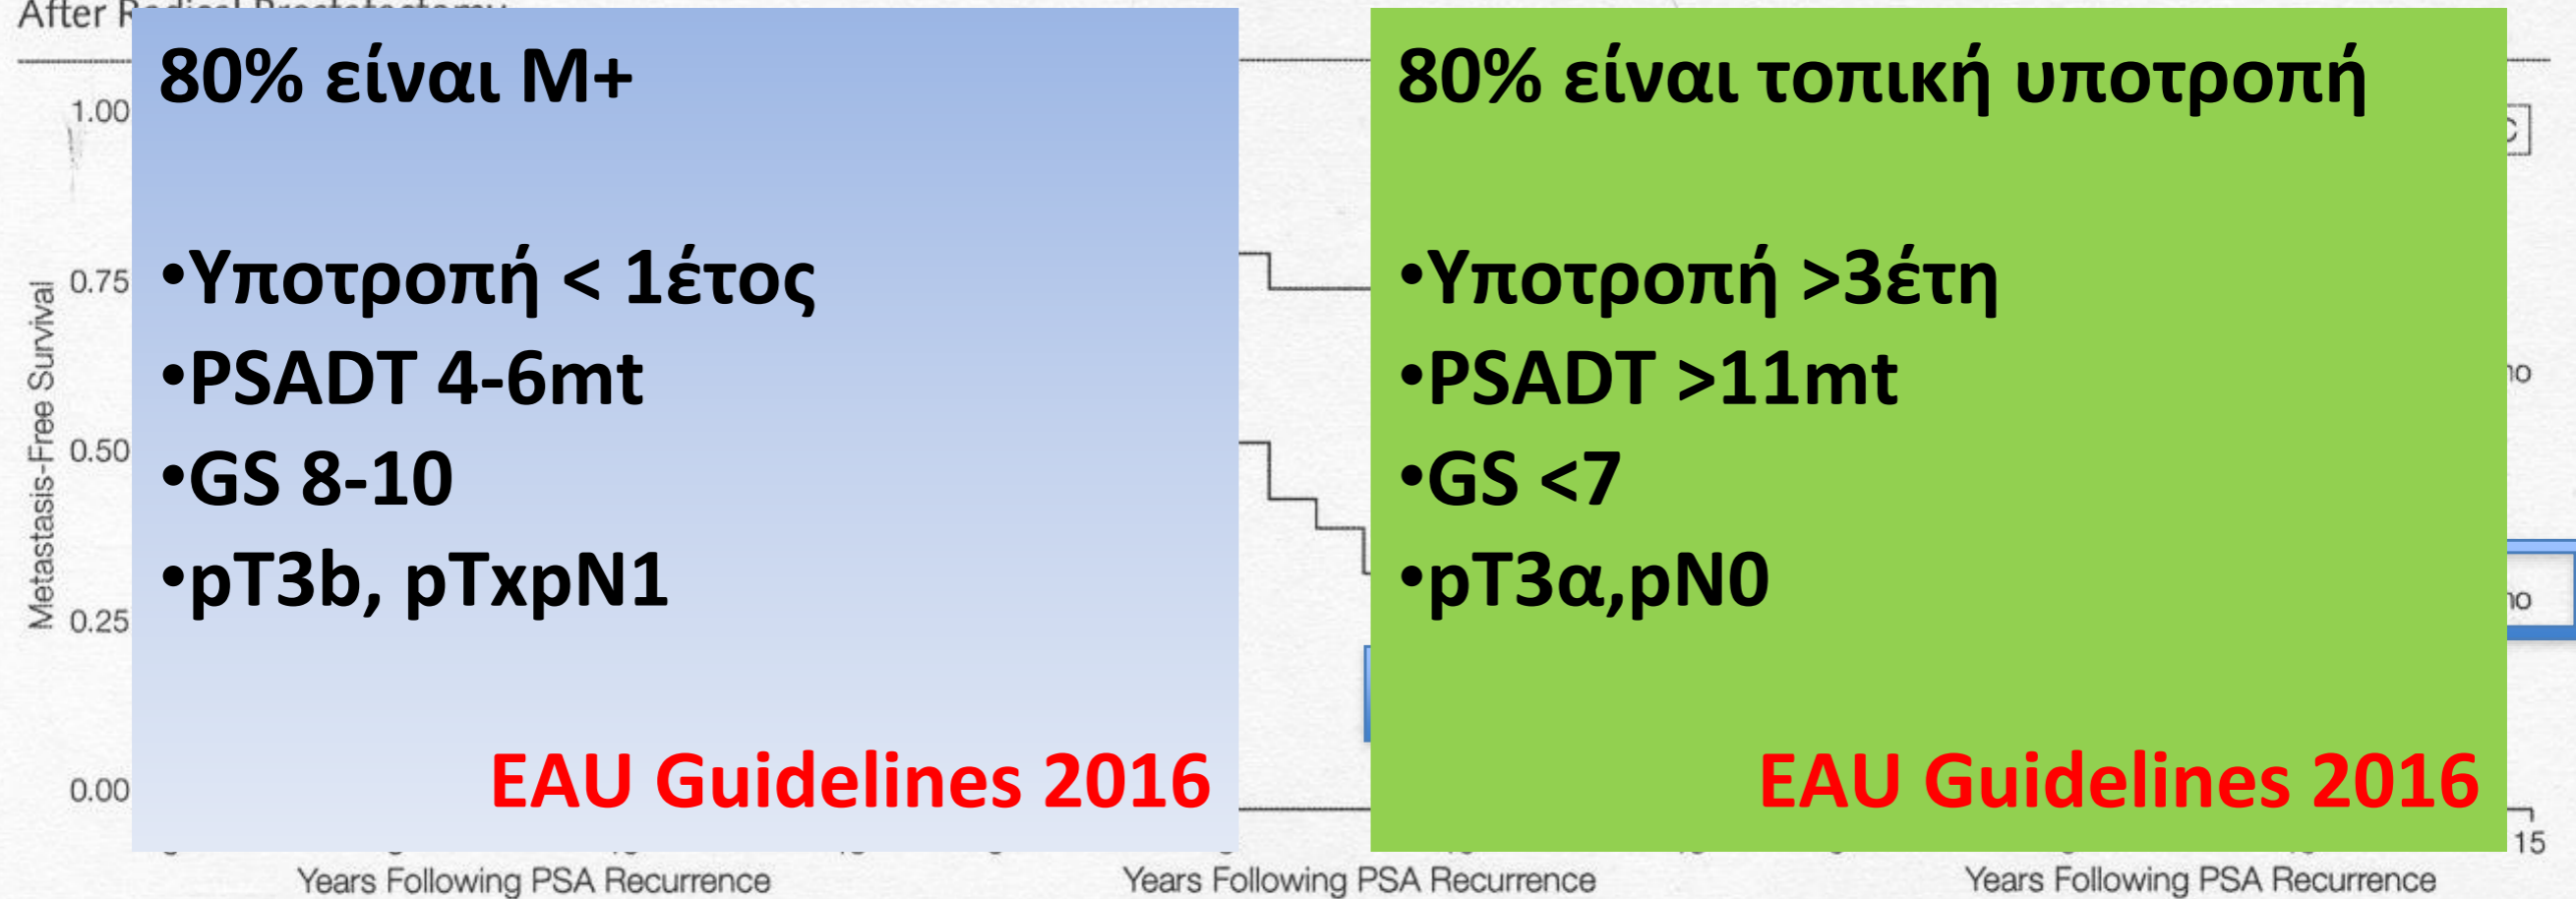 After
80% είναι M+
•Υποτροπή < 1έτος
•PSADT 4-6mt
•GS 8-10
•pT3b, pTxpN1
EAU Guidelines 2016
80% είναι τοπική υποτροπή
•Υποτροπή >3έτη
•PSADT >11mt
•GS <7
•pT3α,pN0
EAU Guidelines 2016
Metastasis-Free Survival
1.00
0.75
0.50
0.25
0.00
15
Years Following PSA Recurrence
Years Following PSA Recurrence
Years Following PSA Recurrence